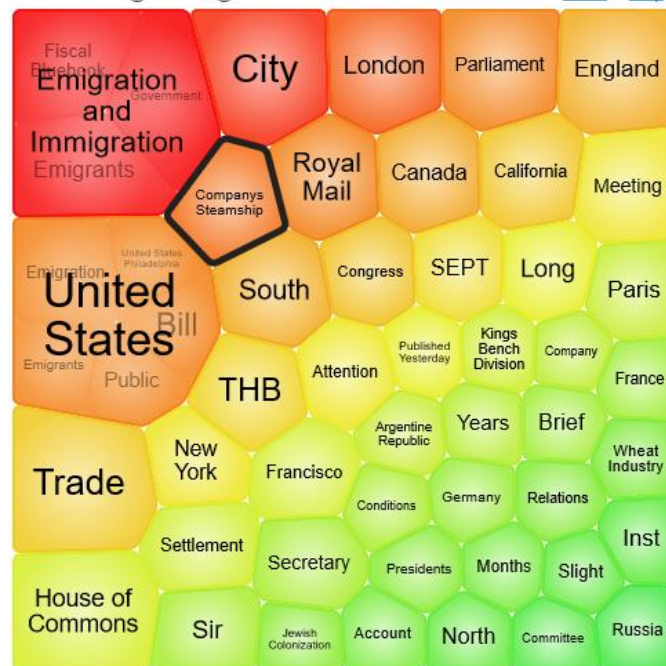 Fiscal
Bluebook
Government
Emigration
and
Immigration
Emigrants
City
London
Parliament
England
Companys
Steamship
Royal
Mail
Canada
California
Meeting
United States
Philadelphia
Emigration
United
States
Bill
Emigrants
Public
South
Congress
SEPT
Long
Paris
THB
Attention
Published
Yesterday
Kings
Bench
Division
Company
France
Trade
New
York
Francisco
Argentine
Republic
Years
Brief
Wheat
Industry
Conditions
Germany
Relations
Inst
Settlement
Secretary
Presidents
Months
Slight
House of
Commons
Sir
Jewish
Colonization
Account
North
Committee
Russia